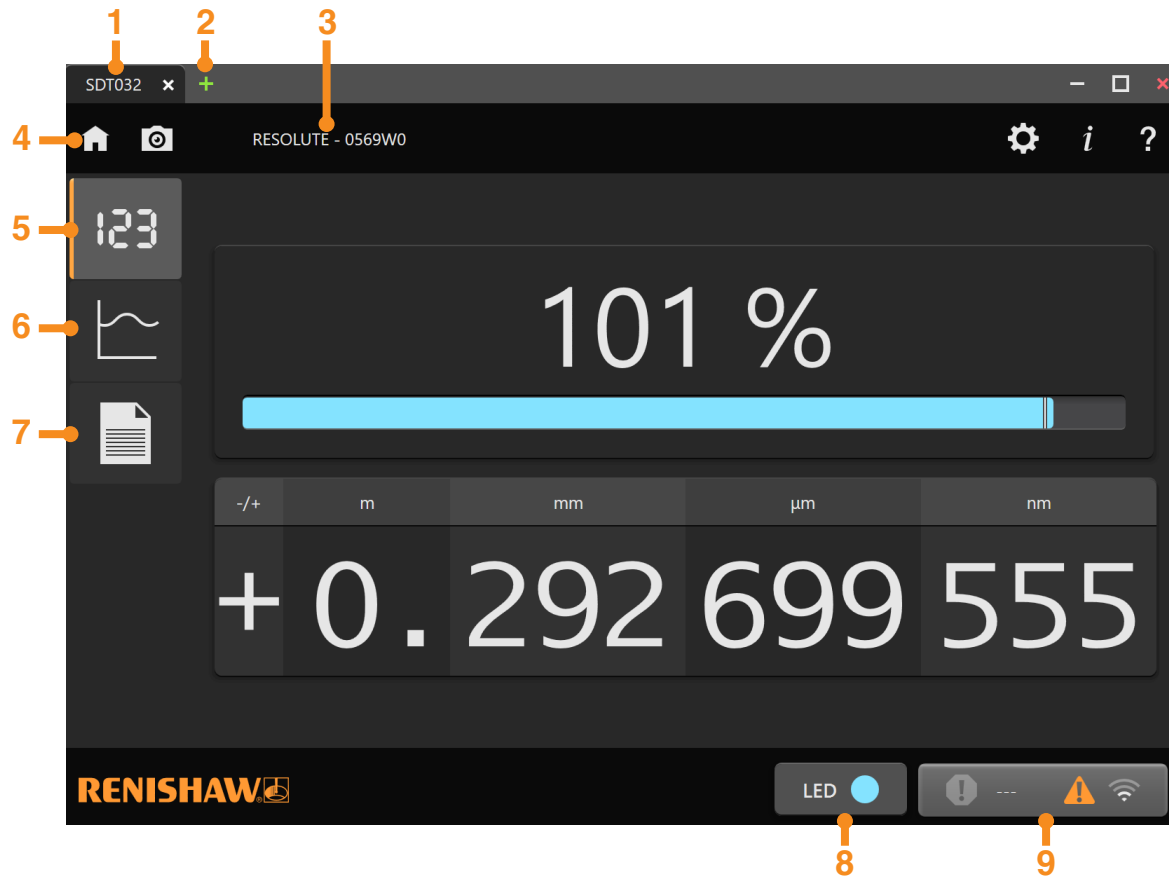 1 2 3
SDT032 × +
4
RESOLUTE - 0569W0
i ?
5
123
6
7
101 %
-/+ m mm µm nm
+ 0. 292 699 555
RENISHAW
LED
---
8 9